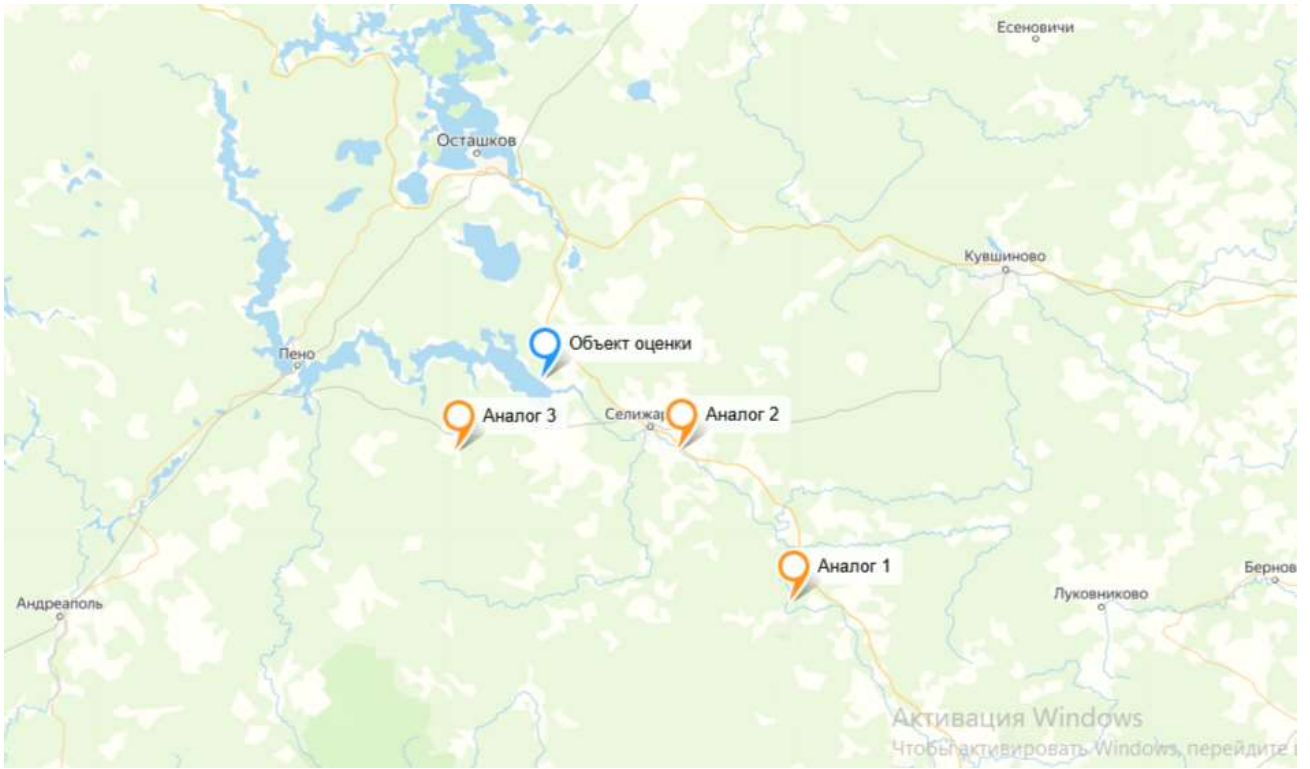 Есеновичи
Осташков
Кувшиново
Объект оценки
Пено
Аналог 3
Селижар
Аналог 2
Аналог 1
Бернов
Луковниково
Андреаполь
Активация Windows
Чтобы активировать Windows, перейдите